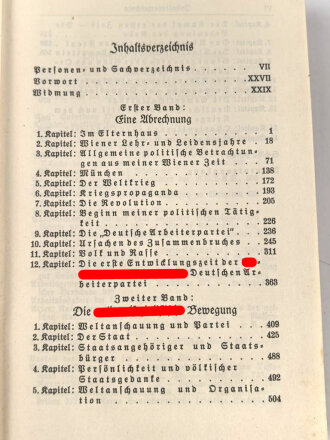 Inhaltsverzeichnis
Personen- und Sachverzeichnis . . . . . . . VII
Vorwort . . . . . . . . . . . . . . . . XXVII
Widmung . . . . . . . . . . . . . . . . XXIX
Erster Band:
Eine Abrechnung
1. Kapitel: Im Elternhaus . . . . . . . . . 1
2. Kapitel: Wiener Lehr- und Leidensjahre . 18
3. Kapitel: Allgemeine politische Betrachtun-
gen aus meiner Wiener Zeit . . 71
4. Kapitel: München . . . . . . . . . . . 138
5. Kapitel: Der Weltkrieg . . . . . . . . 172
6. Kapitel: Kriegspropaganda . . . . . . 193
7. Kapitel: Die Revolution . . . . . . . . 205
8. Kapitel: Beginn meiner politischen Tätig-
keit . . . . . . . . . . . . . 226
9. Kapitel: Die „Deutsche Arbeiterpartei" . 236
10. Kapitel: Ursachen des Zusammenbruches . 245
11. Kapitel: Volk und Rasse . . . . . . . . 311
12. Kapitel: Die erste Entwicklungszeit der
Deutschen Ar-
beiterpartei . . . . . . . . . 363
Zweiter Band:
Die Bewegung
1. Kapitel: Weltanschauung und Partei . . . 409
2. Kapitel: Der Staat . . . . . . . . . . . 425
3. Kapitel: Staatsangehöriger und Staats-
bürger . . . . . . . . . . . . 488
4. Kapitel: Persönlichkeit und völkischer
Staatsgedanke . . . . . . . . 492
5. Kapitel: Weltanschauung und Organisa-
tion . . . . . . . . . . . . . 504